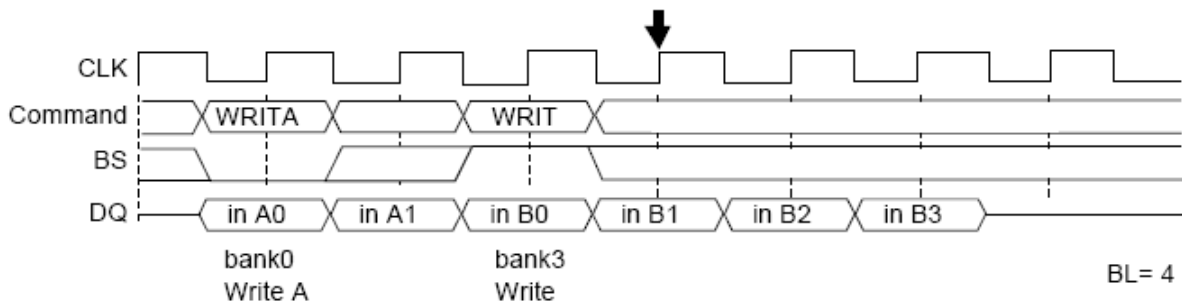 CLK
Command WRITA WRIT
BS
DQ in A0 in A1 in B0 in B1 in B2 in B3
bank0 bank3
Write A Write BL= 4